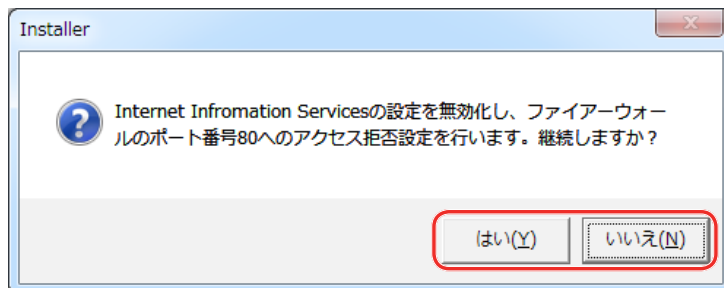 Installer
Internet Infromation Servicesの設定を無効化し、ファイアーウォー
ルのポート番号80へのアクセス拒否設定を行います。継続しますか？
はい(Y)
いいえ(N)